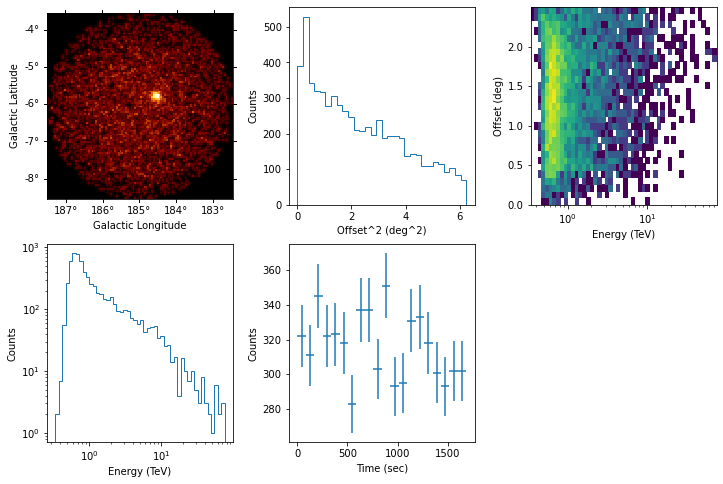 -4°
-5°
-6°
-7°
-8°
Galactic Latitude
187° 186° 185° 184° 183°
Galactic Longitude
500
400
300
200
100
0
Counts
0 2 4 6
Offset^2 (deg^2)
2.0
1.5
1.0
0.5
0.0
Offset (deg)
10^0 10^1
Energy (TeV)
10^3
10^2
10^1
10^0
Counts
10^0 10^1
Energy (TeV)
360
340
320
300
280
Counts
0 500 1000 1500
Time (sec)